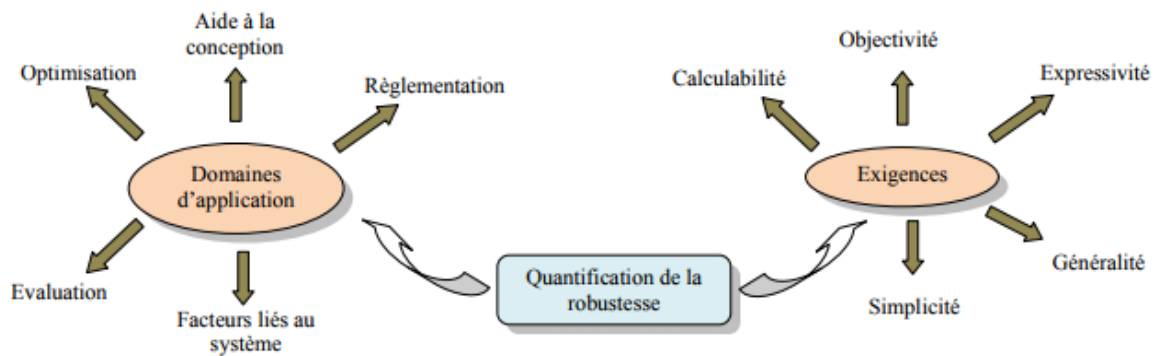 Aide à la
conception
Optimisation
Règlementation
Domaines
d'application
Evaluation
Facteurs liés au
système
Quantification de la
robustesse
Objectivité
Calculabilité
Expressivité
Exigences
Généralité
Simplicité